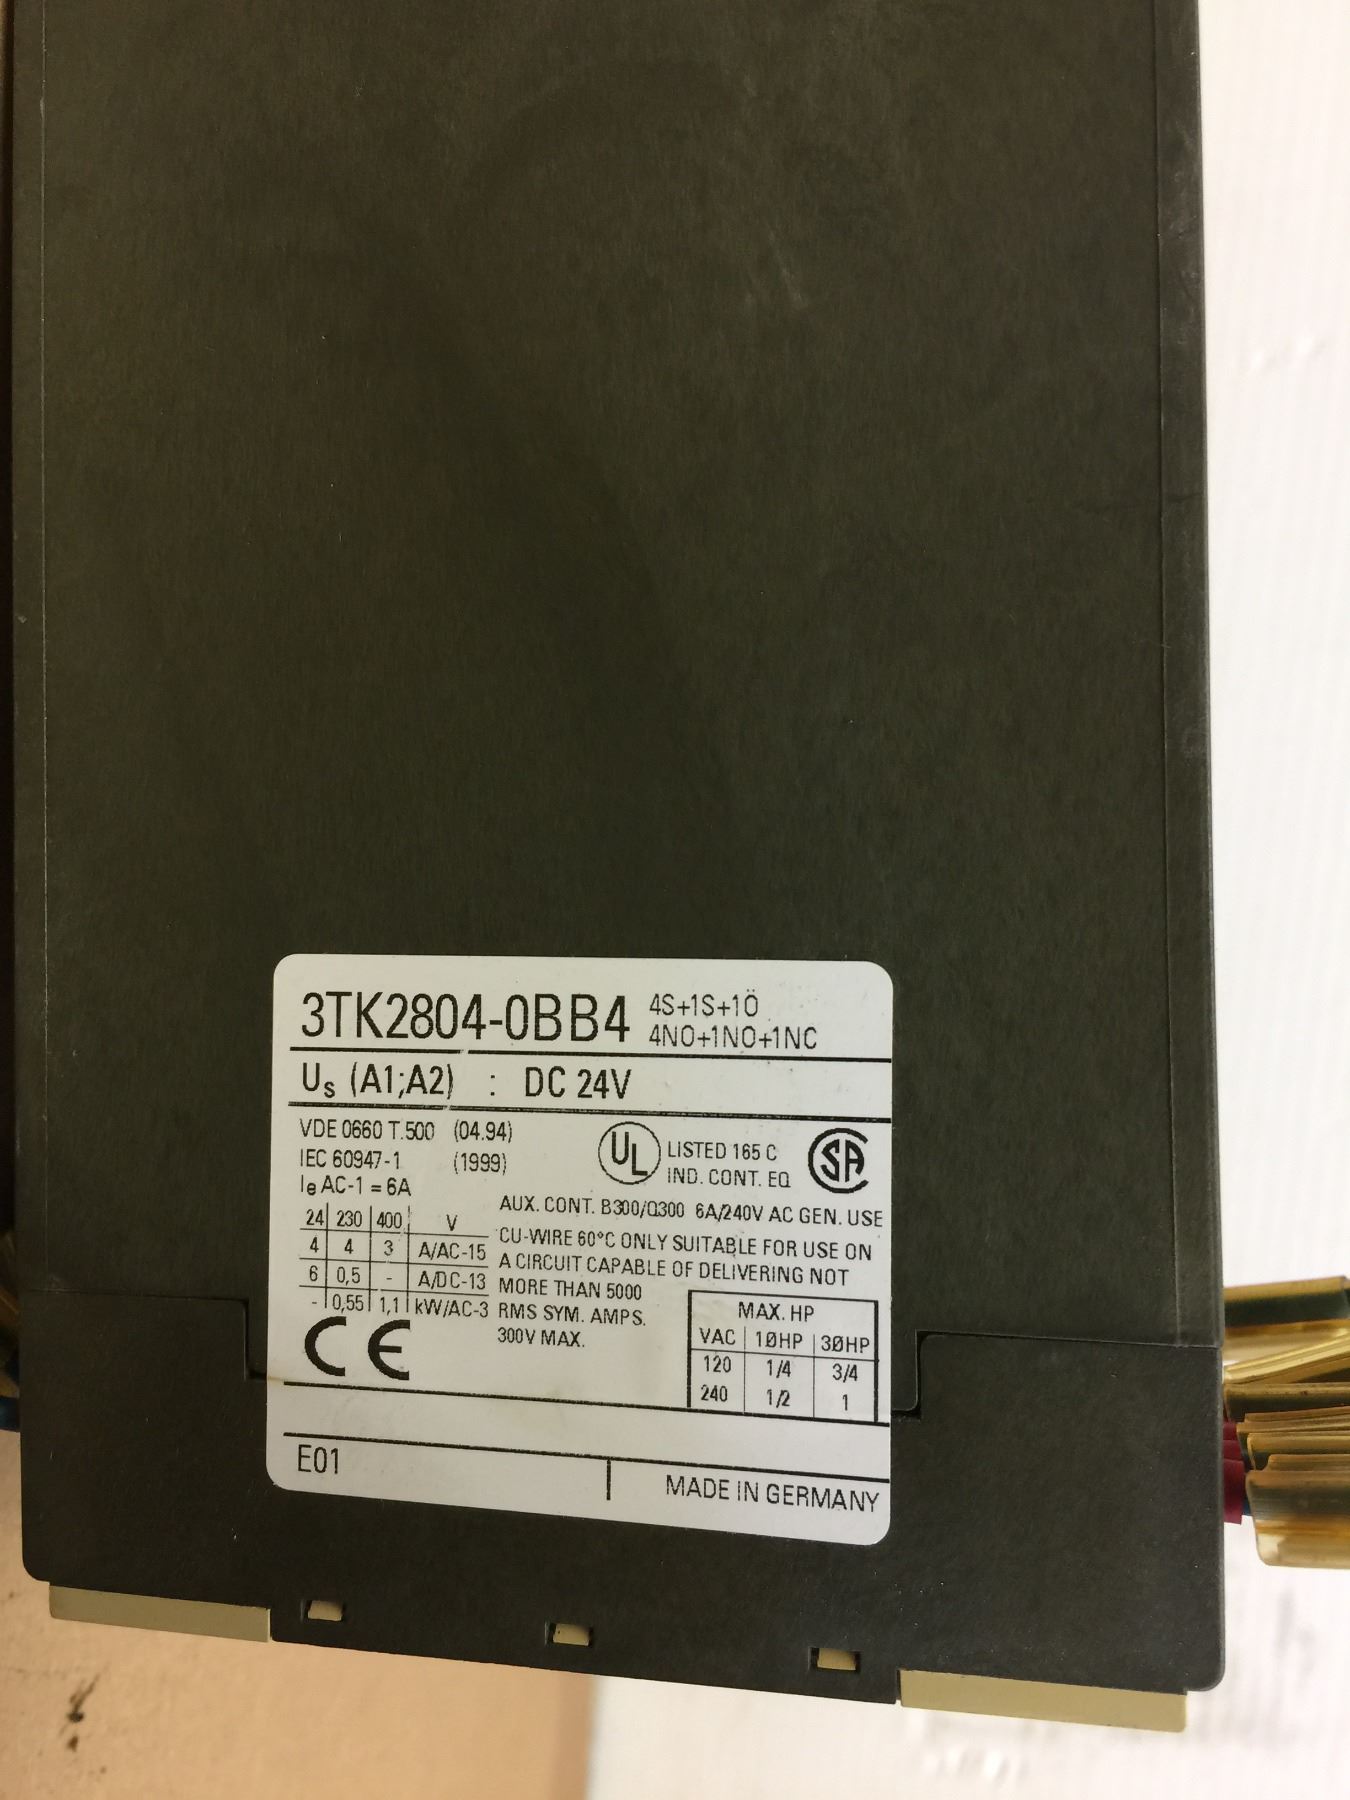 3TK2804-0BB4
4S+1S+1Ö
4NO+1NO+1NC
Us (A1;A2) : DC 24V
VDE 0660 T.500 (04.94)
IEC 60947-1 (1999)
Ie AC-1 = 6A
UL LISTED 165 C
IND. CONT. EQ
SA
AUX. CONT. B300/Q300 6A/240V AC GEN. USE
CU-WIRE 60°C ONLY SUITABLE FOR USE ON
A CIRCUIT CAPABLE OF DELIVERING NOT
MORE THAN 5000
RMS SYM. AMPS.
300V MAX.
24 230 400 V
4 4 3 A/AC-15
6 0,5 - A/DC-13
- 0,55 1,1 kW/AC-3
CE
MAX. HP
VAC 1ØHP 3ØHP
120 1/4 3/4
240 1/2 1
E01
MADE IN GERMANY